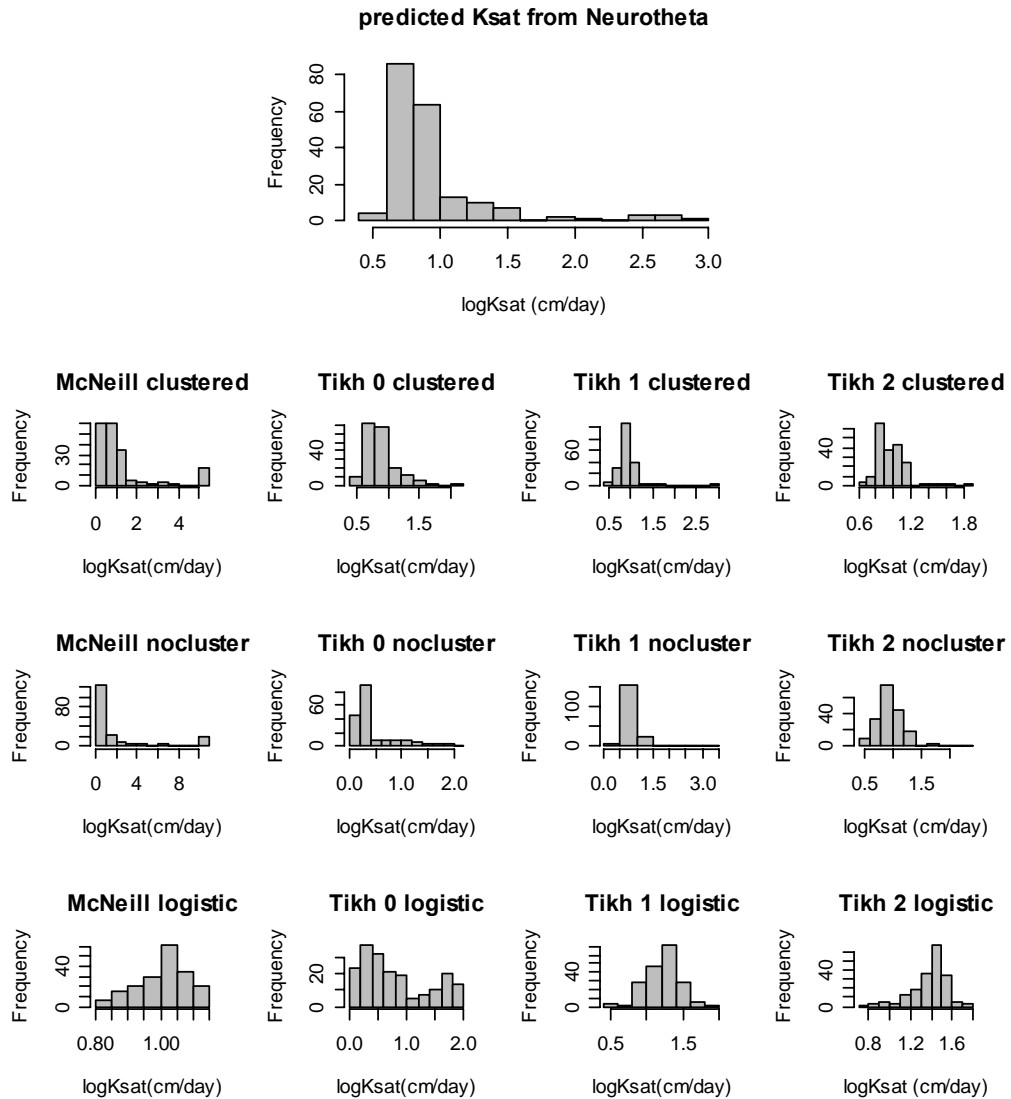 predicted Ksat from Neurotheta
Frequency
0 20 40 60 80
0.5 1.0 1.5 2.0 2.5 3.0
logKsat (cm/day)
McNeill clustered
Frequency
0 30
0 2 4
logKsat(cm/day)
Tikh 0 clustered
Frequency
0 40
0.5 1.5
logKsat(cm/day)
Tikh 1 clustered
Frequency
0 60
0.5 1.5 2.5
logKsat(cm/day)
Tikh 2 clustered
Frequency
0 40
0.6 1.2 1.8
logKsat (cm/day)
McNeill nocluster
Frequency
0 80
0 4 8
logKsat(cm/day)
Tikh 0 nocluster
Frequency
0 60
0.0 1.0 2.0
logKsat(cm/day)
Tikh 1 nocluster
Frequency
0 100
0.0 1.5 3.0
logKsat(cm/day)
Tikh 2 nocluster
Frequency
0 40
0.5 1.5
logKsat (cm/day)
McNeill logistic
Frequency
0 40
0.80 1.00
logKsat(cm/day)
Tikh 0 logistic
Frequency
0 20
0.0 1.0 2.0
logKsat(cm/day)
Tikh 1 logistic
Frequency
0 40
0.5 1.5
logKsat(cm/day)
Tikh 2 logistic
Frequency
0 40
0.8 1.2 1.6
logKsat (cm/day)